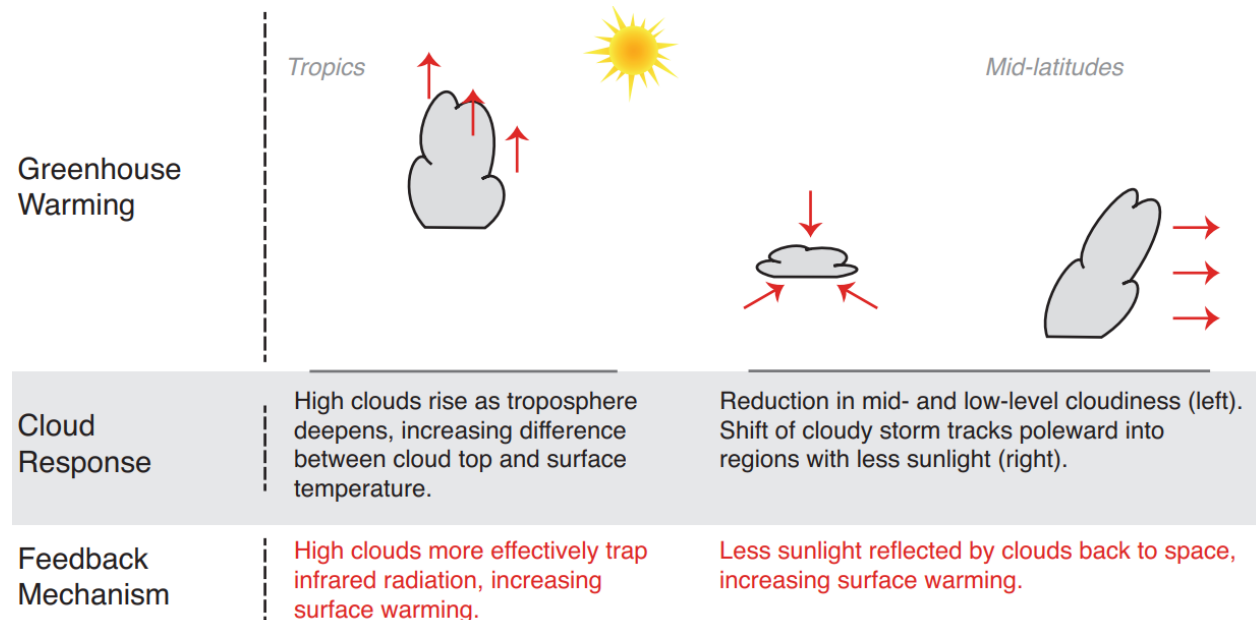 Tropics
Mid-latitudes
Greenhouse
Warming
Cloud
Response
High clouds rise as troposphere
deepens, increasing difference
between cloud top and surface
temperature.
Reduction in mid- and low-level cloudiness (left).
Shift of cloudy storm tracks poleward into
regions with less sunlight (right).
Feedback
Mechanism
High clouds more effectively trap
infrared radiation, increasing
surface warming.
Less sunlight reflected by clouds back to space,
increasing surface warming.